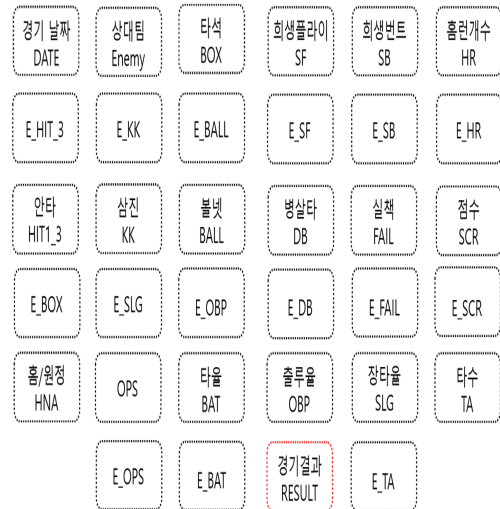 경기 날짜
DATE
상대팀
Enemy
타석
BOX
희생플라이
SF
희생번트
SB
홈런개수
HR
E_HIT_3
E_KK
E_BALL
E_SF
E_SB
E_HR
안타
HIT1_3
삼진
KK
볼넷
BALL
병살타
DB
실책
FAIL
점수
SCR
E_BOX
E_SLG
E_OBP
E_DB
E_FAIL
E_SCR
홈/원정
HNA
OPS
타율
BAT
출루율
OBP
장타율
SLG
타수
TA
E_OPS
E_BAT
경기결과
RESULT
E_TA